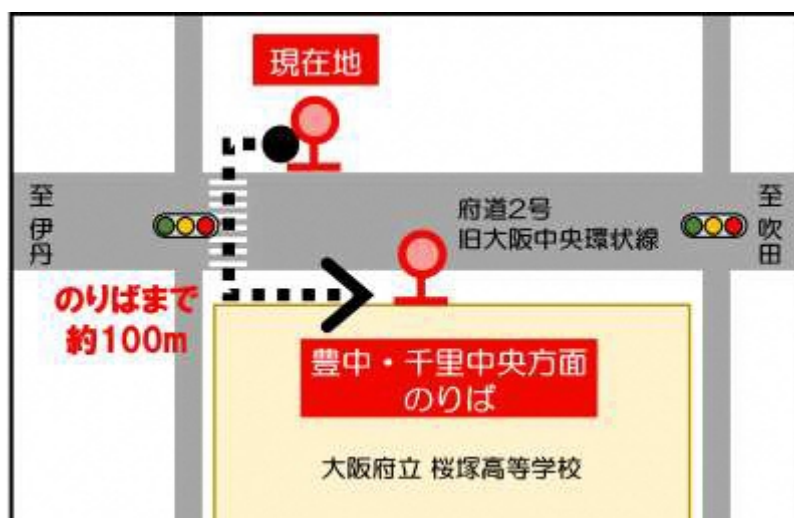 現在地
至伊丹
府道2号
旧大阪中央環状線
至吹田
のりばまで
約100m
豊中・千里中央方面
のりば
大阪府立 桜塚高等学校